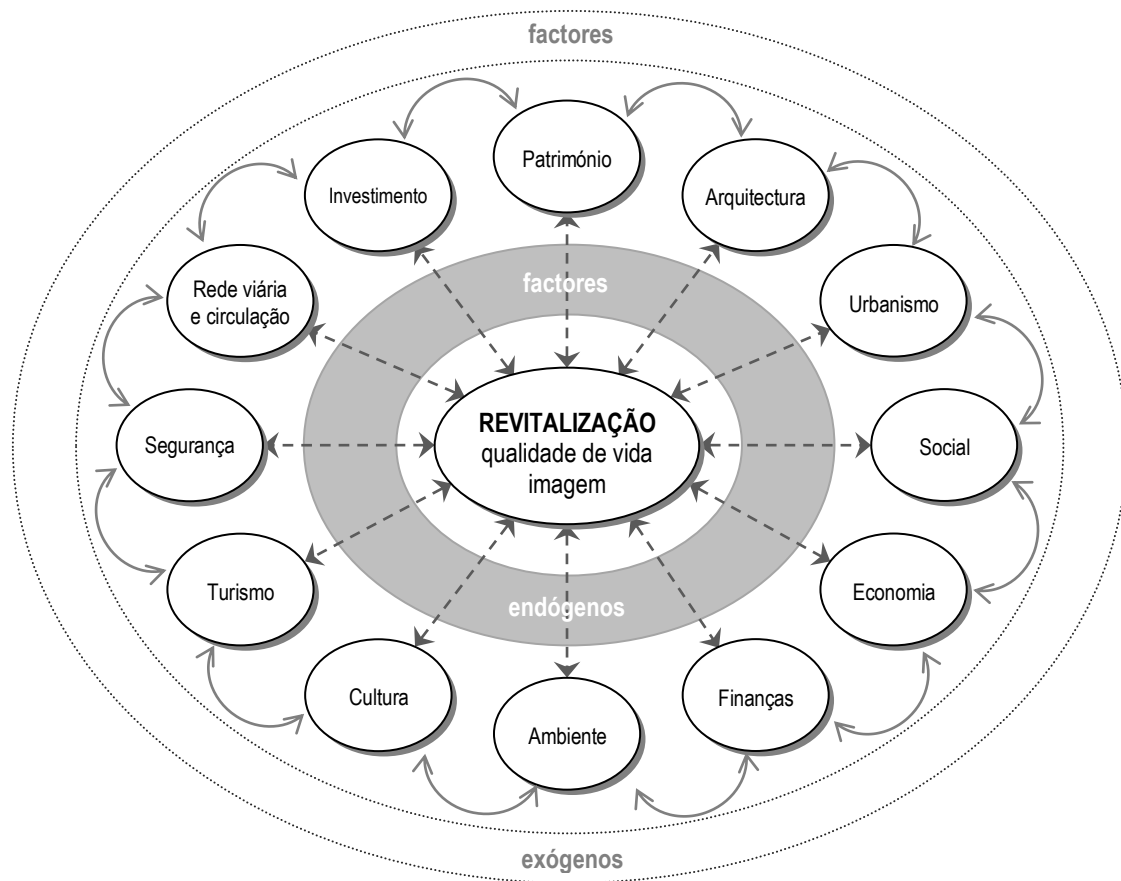 factores
Património
Investimento
Arquitectura
Rede viária
e circulação
factores
Urbanismo
REVITALIZAÇÃO
qualidade de vida
imagem
Segurança
Social
Turismo
endógenos
Economia
Cultura
Finanças
Ambiente
exógenos